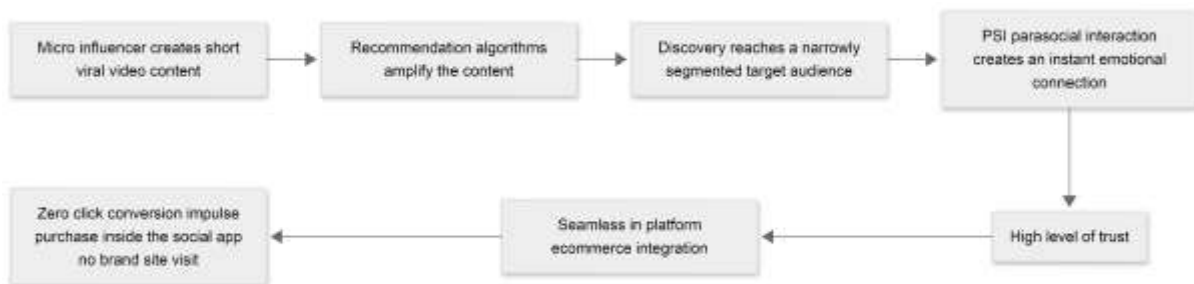 Micro influencer creates short
viral video content
Recommendation algorithms
amplify the content
Discovery reaches a narrowly
segmented target audience
PSI parasocial interaction
creates an instant emotional
connection
High level of trust
Seamless in platform
ecommerce integration
Zero click conversion impulse
purchase inside the social app
no brand site visit